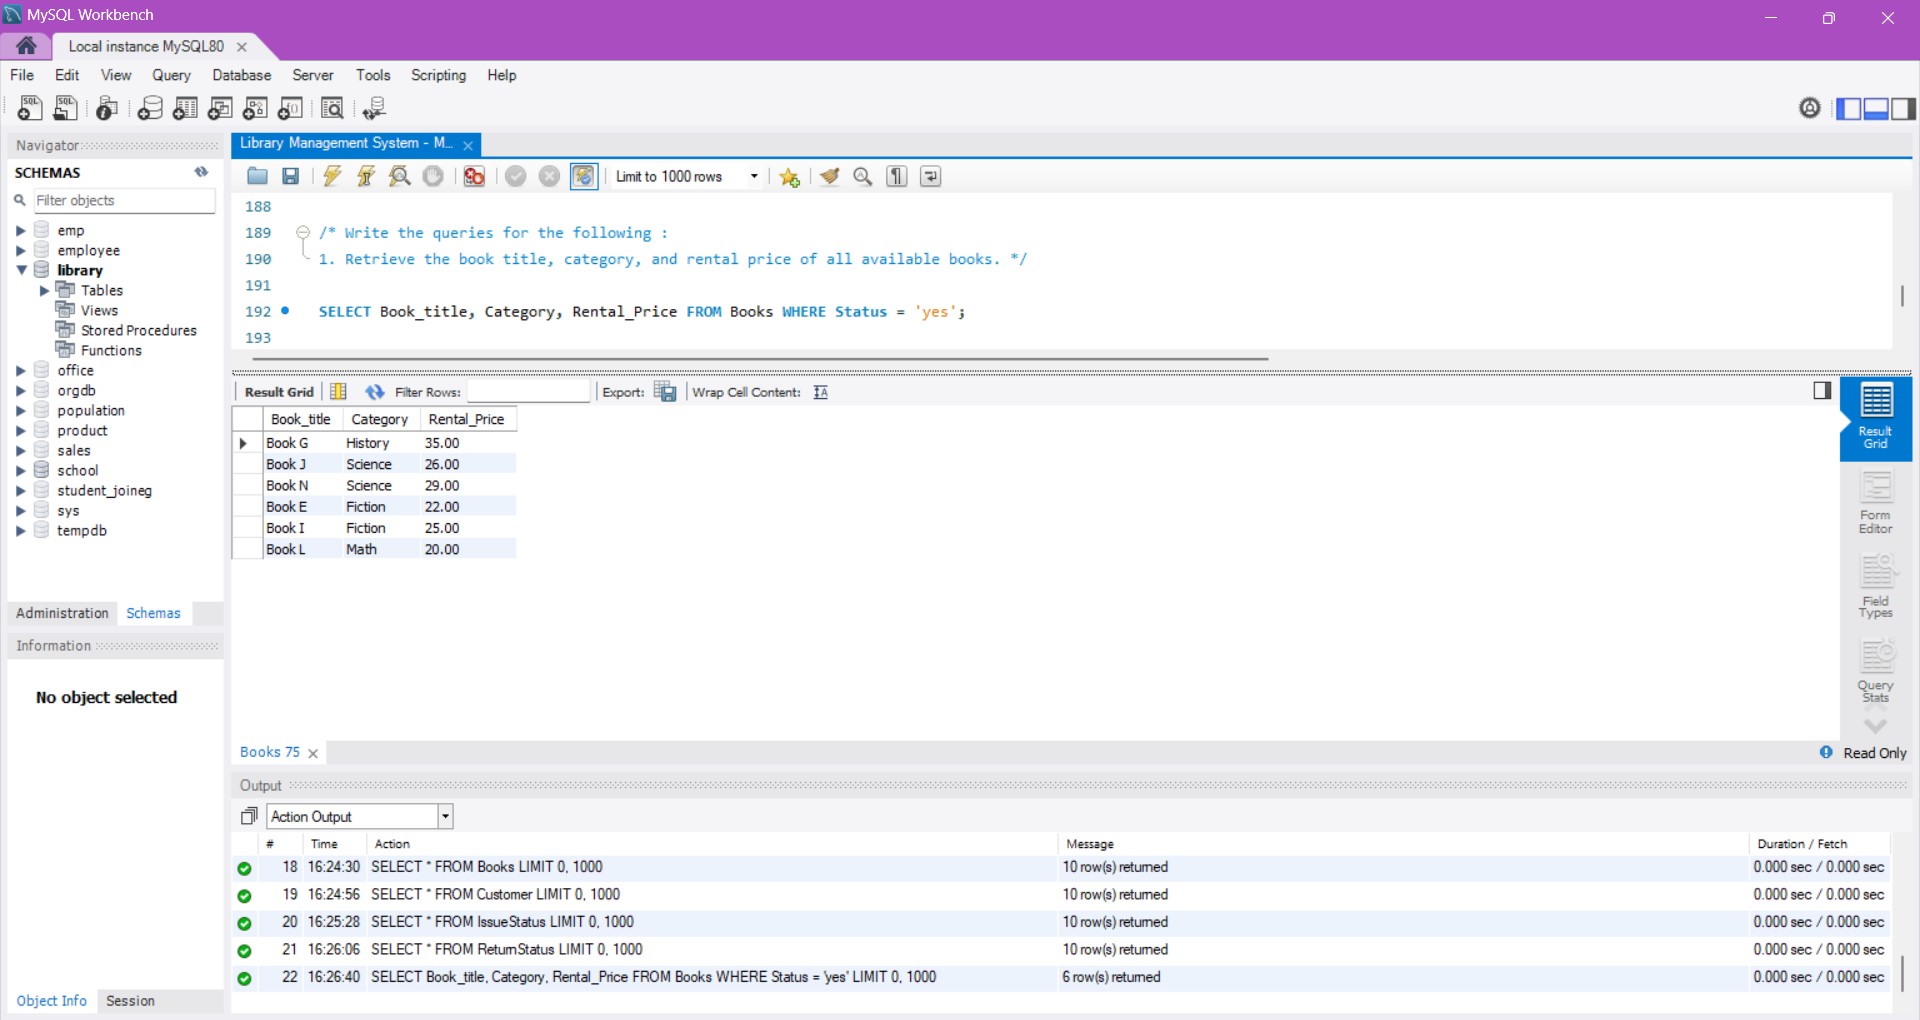 MySQL Workbench
Local instance MySQL80
File Edit View Query Database Server Tools Scripting Help
Navigator
SCHEMAS
Filter objects
emp
employee
library
Tables
Views
Stored Procedures
Functions
office
orgdb
population
product
sales
school
student_joineg
sys
tempdb
Administration Schemas
Information
No object selected
Object Info Session
Library Management System - M...
Limit to 1000 rows
188
189 /* Write the queries for the following :
190 1. Retrieve the book title, category, and rental price of all available books. */
191
192 SELECT Book_title, Category, Rental_Price FROM Books WHERE Status = 'yes';
193
Result Grid Filter Rows: Export: Wrap Cell Content:
Book_title Category Rental_Price
Book G History 35.00
Book J Science 26.00
Book N Science 29.00
Book E Fiction 22.00
Book I Fiction 25.00
Book L Math 20.00
Result Grid
Form Editor
Field Types
Query Stats
Books 75
Read Only
Output
Action Output
# Time Action Message Duration / Fetch
18 16:24:30 SELECT * FROM Books LIMIT 0, 1000 10 row(s) returned 0.000 sec / 0.000 sec
19 16:24:56 SELECT * FROM Customer LIMIT 0, 1000 10 row(s) returned 0.000 sec / 0.000 sec
20 16:25:28 SELECT * FROM IssueStatus LIMIT 0, 1000 10 row(s) returned 0.000 sec / 0.000 sec
21 16:26:06 SELECT * FROM ReturnStatus LIMIT 0, 1000 10 row(s) returned 0.000 sec / 0.000 sec
22 16:26:40 SELECT Book_title, Category, Rental_Price FROM Books WHERE Status = 'yes' LIMIT 0, 1000 6 row(s) returned 0.000 sec / 0.000 sec